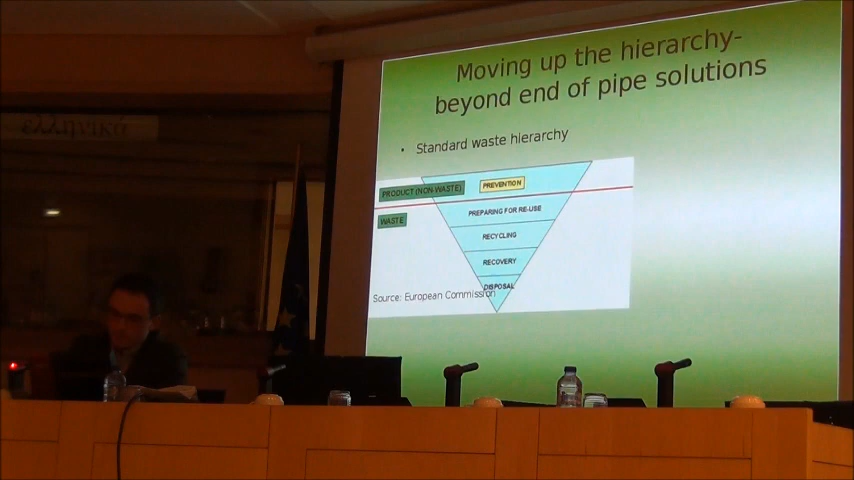 ελληνικά
Moving up the hierarchy-
beyond end of pipe solutions
• Standard waste hierarchy
PRODUCT (NON-WASTE)
PREVENTION
WASTE
PREPARING FOR RE-USE
RECYCLING
RECOVERY
DISPOSAL
Source: European Commission